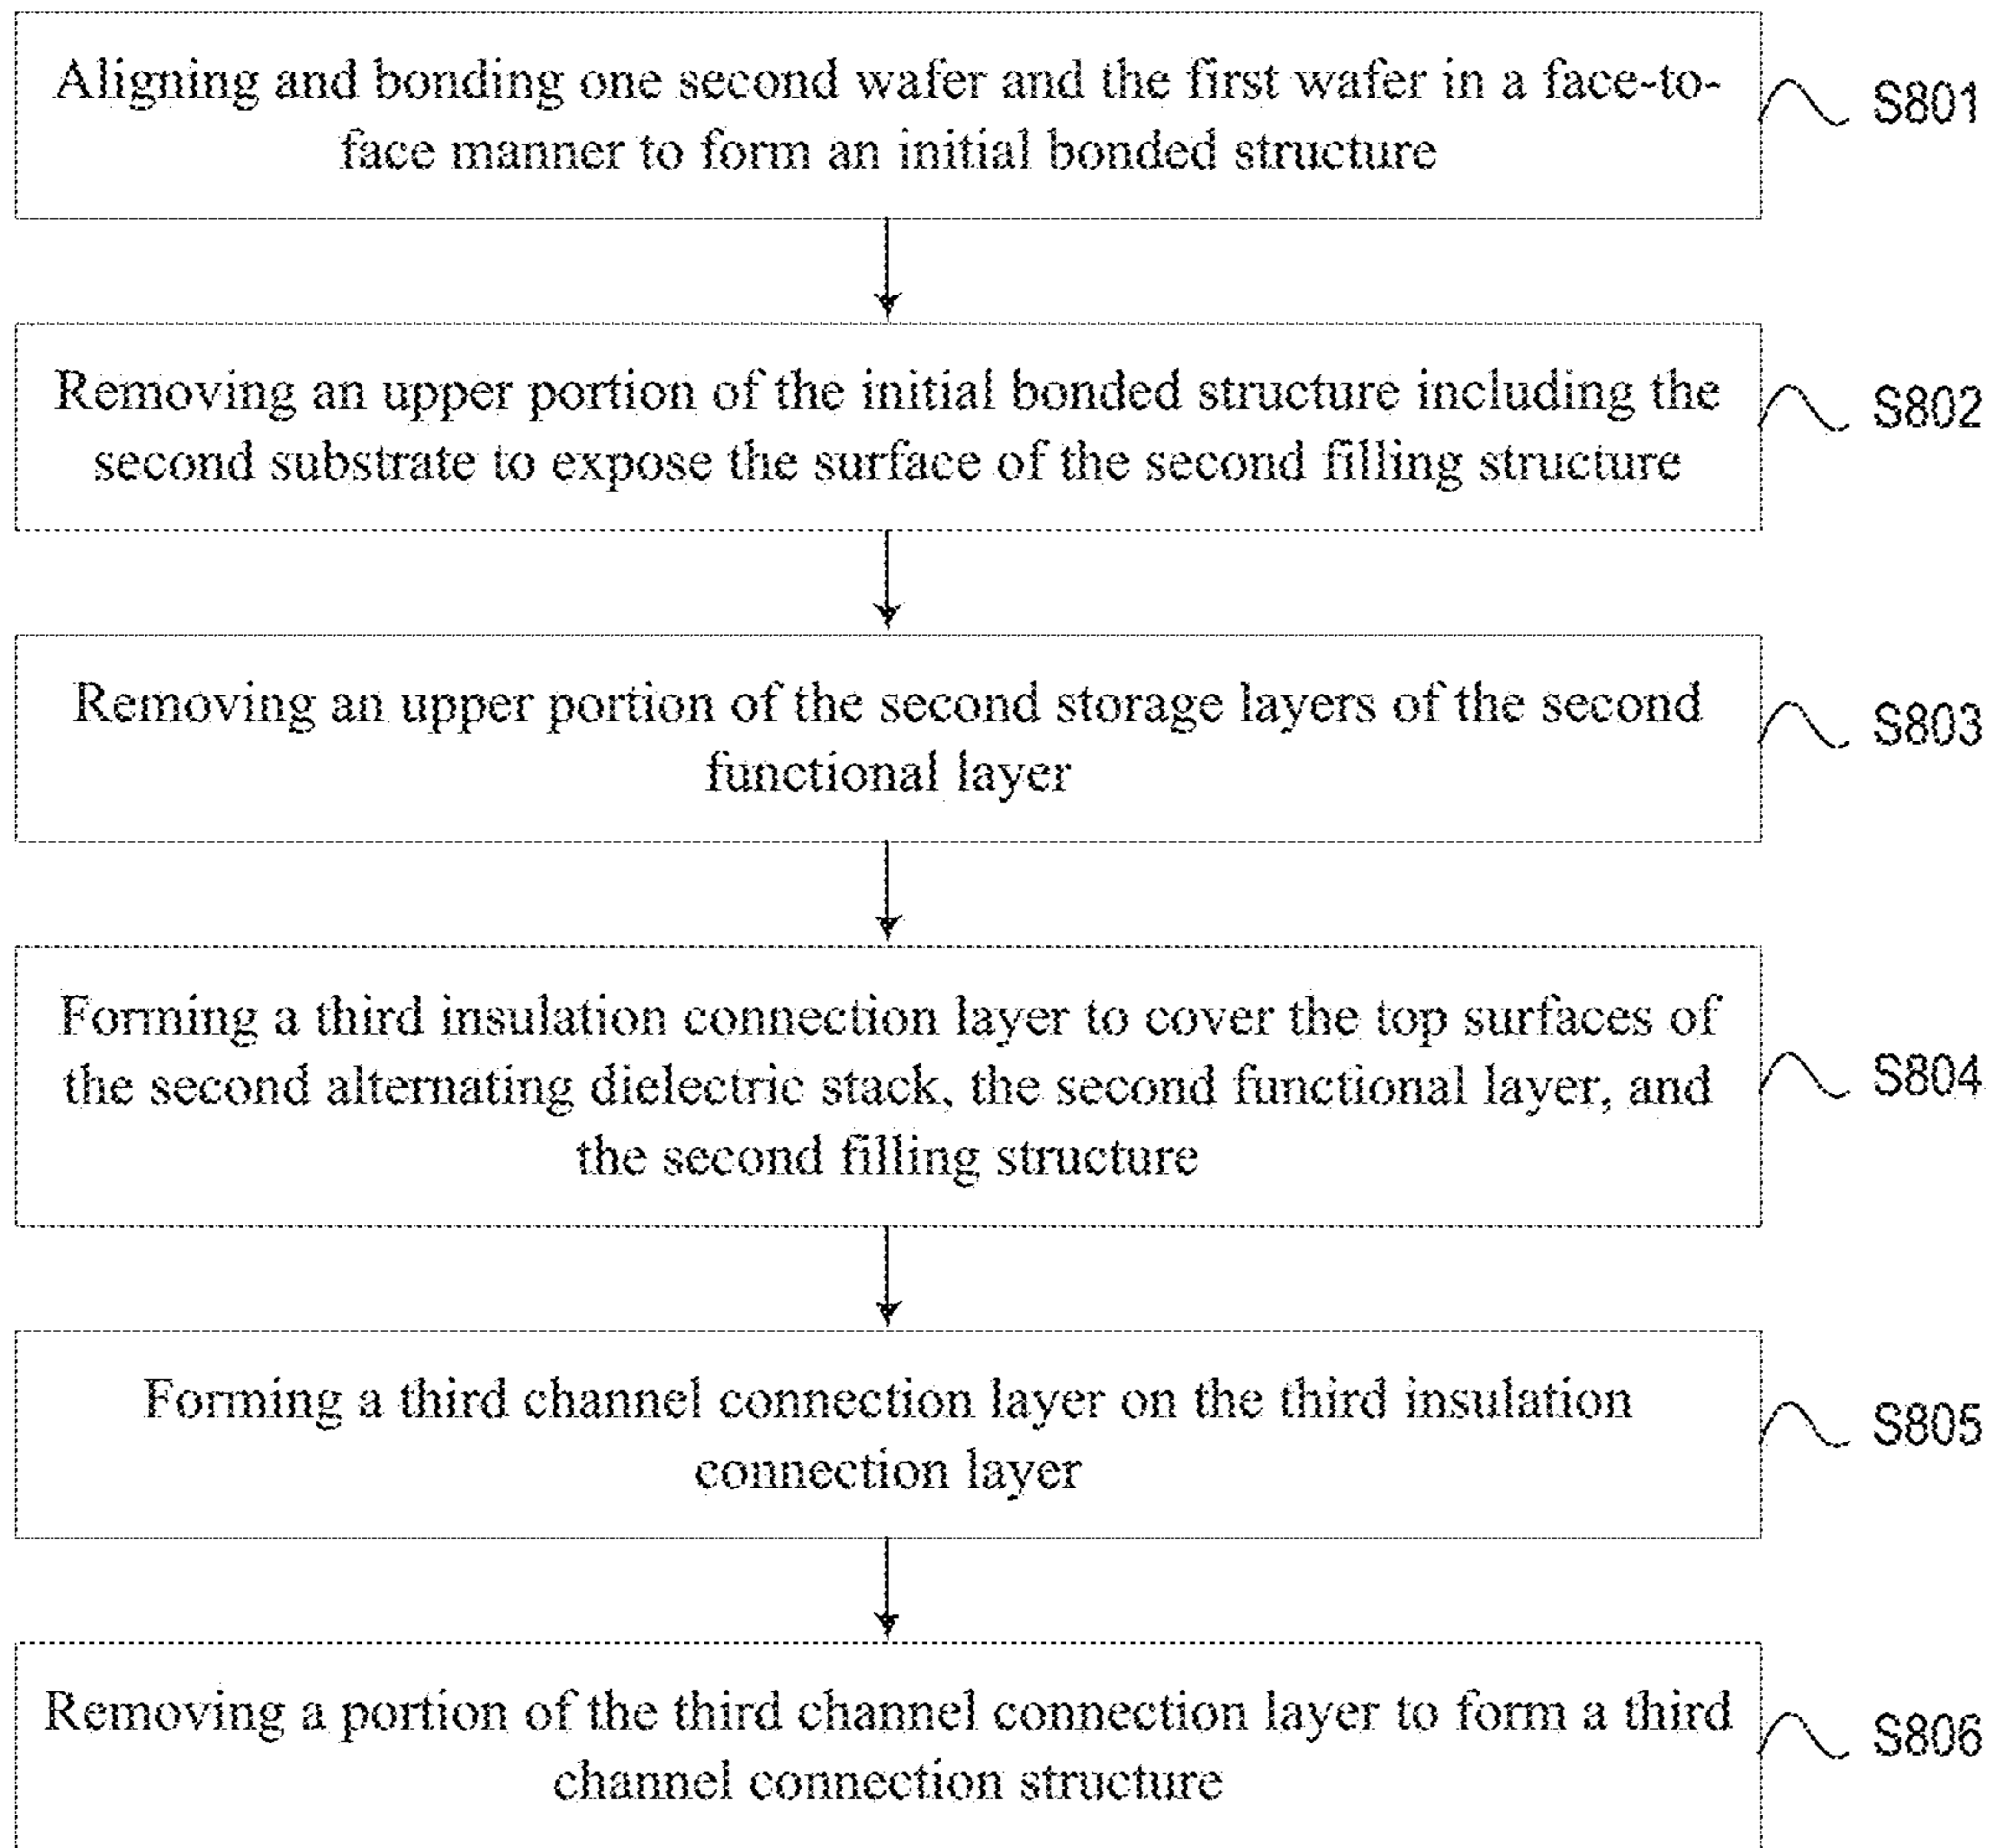 Aligning and bonding one second wafer and the first wafer in a face-to-
face manner to form an initial bonded structure
S801
Removing an upper portion of the initial bonded structure including the
second substrate to expose the surface of the second filling structure
S802
Removing an upper portion of the second storage layers of the second
functional layer
S803
Forming a third insulation connection layer to cover the top surfaces of
the second alternating dielectric stack, the second functional layer, and
the second filling structure
S804
Forming a third channel connection layer on the third insulation
connection layer
S805
Removing a portion of the third channel connection layer to form a third
channel connection structure
S806